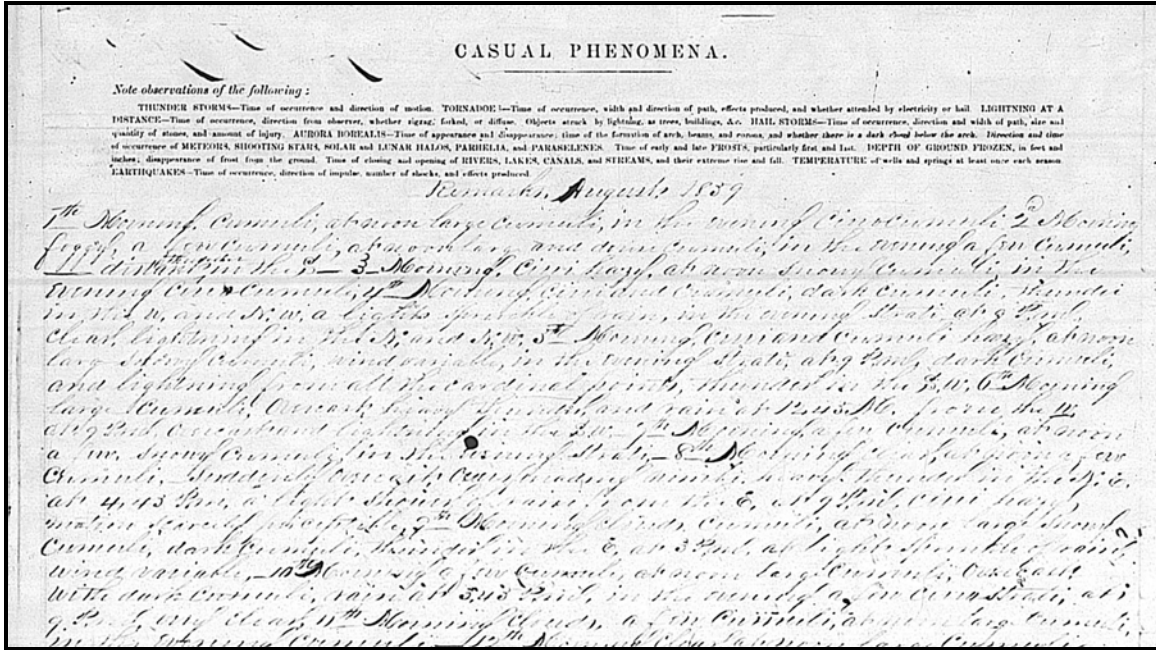 CASUAL PHENOMENA.
Note observations of the following :
THUNDER STORMS—Time of occurrence and direction of motion. TORNADOES—Time of occurrence, width and direction of path, effects produced, and whether attended by electricity or hail. LIGHTNING AT A
DISTANCE—Time of occurrence, direction from observer, whether zigzag, forked, or diffuse. Objects struck by lightning, as trees, buildings, &c. HAIL STORMS—Time of occurrence, direction and width of path, size and
quantity of stones, and amount of injury. AURORA BOREALIS—Time of appearance and disappearance; time of the formation of arch, beams, and corona, and whether there is a dark cloud below the arch. Direction and time
of occurrence of METEORS, SHOOTING STARS, SOLAR and LUNAR HALOS, PARHELIA, and PARASELENES. Time of early and late FROSTS, particularly first and last. DEPTH OF GROUND FROZEN, in feet and
inches; disappearance of frost from the ground. Time of closing and opening of RIVERS, LAKES, CANALS, and STREAMS, and their extreme rise and fall. TEMPERATURE of wells and springs at least once each season.
EARTHQUAKES—Time of occurrence, direction of impulse, number of shocks, and effects produced.
Remarks, August 1859
1th Morning, Cumuli, at noon large cumuli, in the evening Cirro cumuli 2d Morning
foggy, a few cumuli, at noon large and dense cumuli, in the evening a few cumuli,
distant in the S— 3— Morning, Cirri hazy, at noon snowy cumuli, in the
evening Cirro cumuli, 4th Morning Cirri and cumuli, dark cumuli, thunder
in the W, and N.W. a light sprinkle of rain, in the evening Strati, at 9 P.M.
clear, lightning in the N, and N.W. 5th Morning, Cirri and cumuli hazy, at noon
large snowy cumuli, wind variable, in the evening Strati, at 9 P.M. dark cumuli,
and lightning from all the cardinal points, thunder in the S.W. 6th Morning
large cumuli, Overcast, heavy thunder, and rain at 12.45 M. from the W.
at 9 P.M. overcast and lightning in the S.W. 7th Morning, a few cumuli, at noon
a few snowy cumuli, in the evening Strati, 8th Morning clear, at noon a few
cumuli, Suddenly overcast heavy thunder in the N.E.
at 4.45 P.M. a light shower of rain from the E. At 9 P.M. cirri hazy,
motion scarcely perceptible, 9th Morning clouds, cumuli, at noon large snowy
cumuli, dark cumuli, thunder in the E, at 3 P.M. a light sprinkle of rain
wind variable, 10th Morning a few cumuli, at noon large cumuli, Overcast
with dark cumuli, rain at 5.45 P.M. in the evening a few Cirro strati, at
9 P.M. clear, 11th Morning clouds, a few cumuli, at noon large cumuli,
in the evening Cumuli— 12th Morning Clear at noon large Cumuli